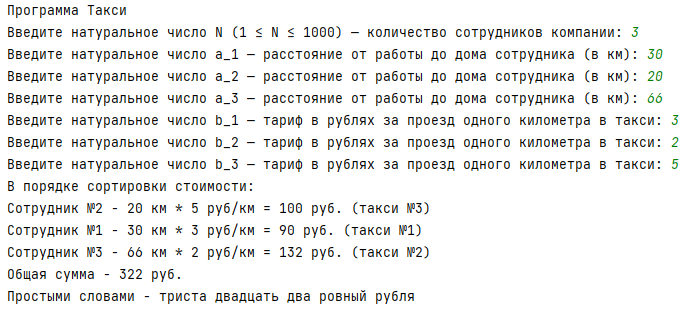 Программа Такси
Введите натуральное число N (1 ≤ N ≤ 1000) — количество сотрудников компании: 3
Введите натуральное число a_1 — расстояние от работы до дома сотрудника (в км): 30
Введите натуральное число a_2 — расстояние от работы до дома сотрудника (в км): 20
Введите натуральное число a_3 — расстояние от работы до дома сотрудника (в км): 66
Введите натуральное число b_1 — тариф в рублях за проезд одного километра в такси: 3
Введите натуральное число b_2 — тариф в рублях за проезд одного километра в такси: 2
Введите натуральное число b_3 — тариф в рублях за проезд одного километра в такси: 5
В порядке сортировки стоимости:
Сотрудник №2 - 20 км * 5 руб/км = 100 руб. (такси №3)
Сотрудник №1 - 30 км * 3 руб/км = 90 руб. (такси №1)
Сотрудник №3 - 66 км * 2 руб/км = 132 руб. (такси №2)
Общая сумма - 322 руб.
Простыми словами - триста двадцать два ровный рубля